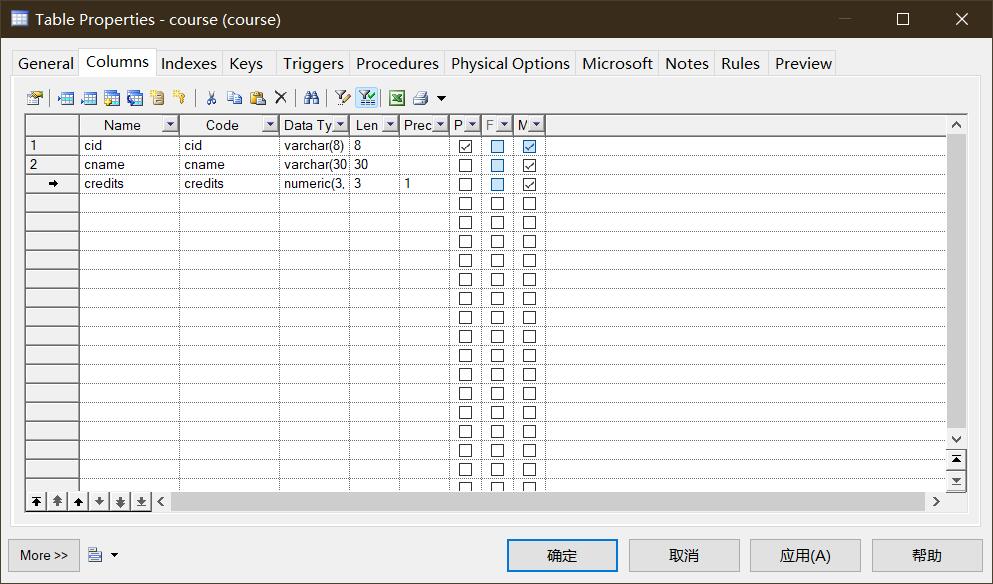 Table Properties - course (course)
General Columns Indexes Keys Triggers Procedures Physical Options Microsoft Notes Rules Preview
Name Code Data Ty Len Prec P F M
1 cid cid varchar(8) 8
2 cname cname varchar(30 30
credits credits numeric(3, 3 1
More >> 确定 取消 应用(A) 帮助